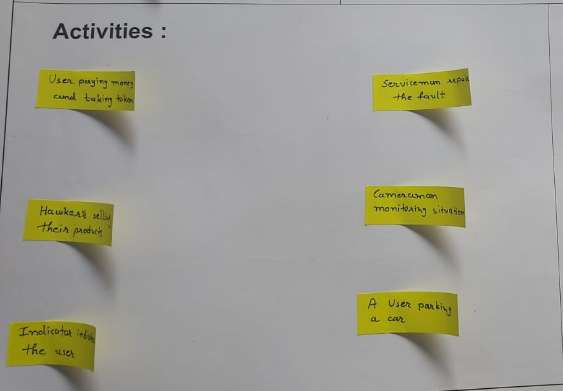 Activities :
User paying money
and taking token
Serviceman repair
the fault
Hawkers selling
their products
Cameraman
monitoring situation
Indicator
the user
A User parking
a car